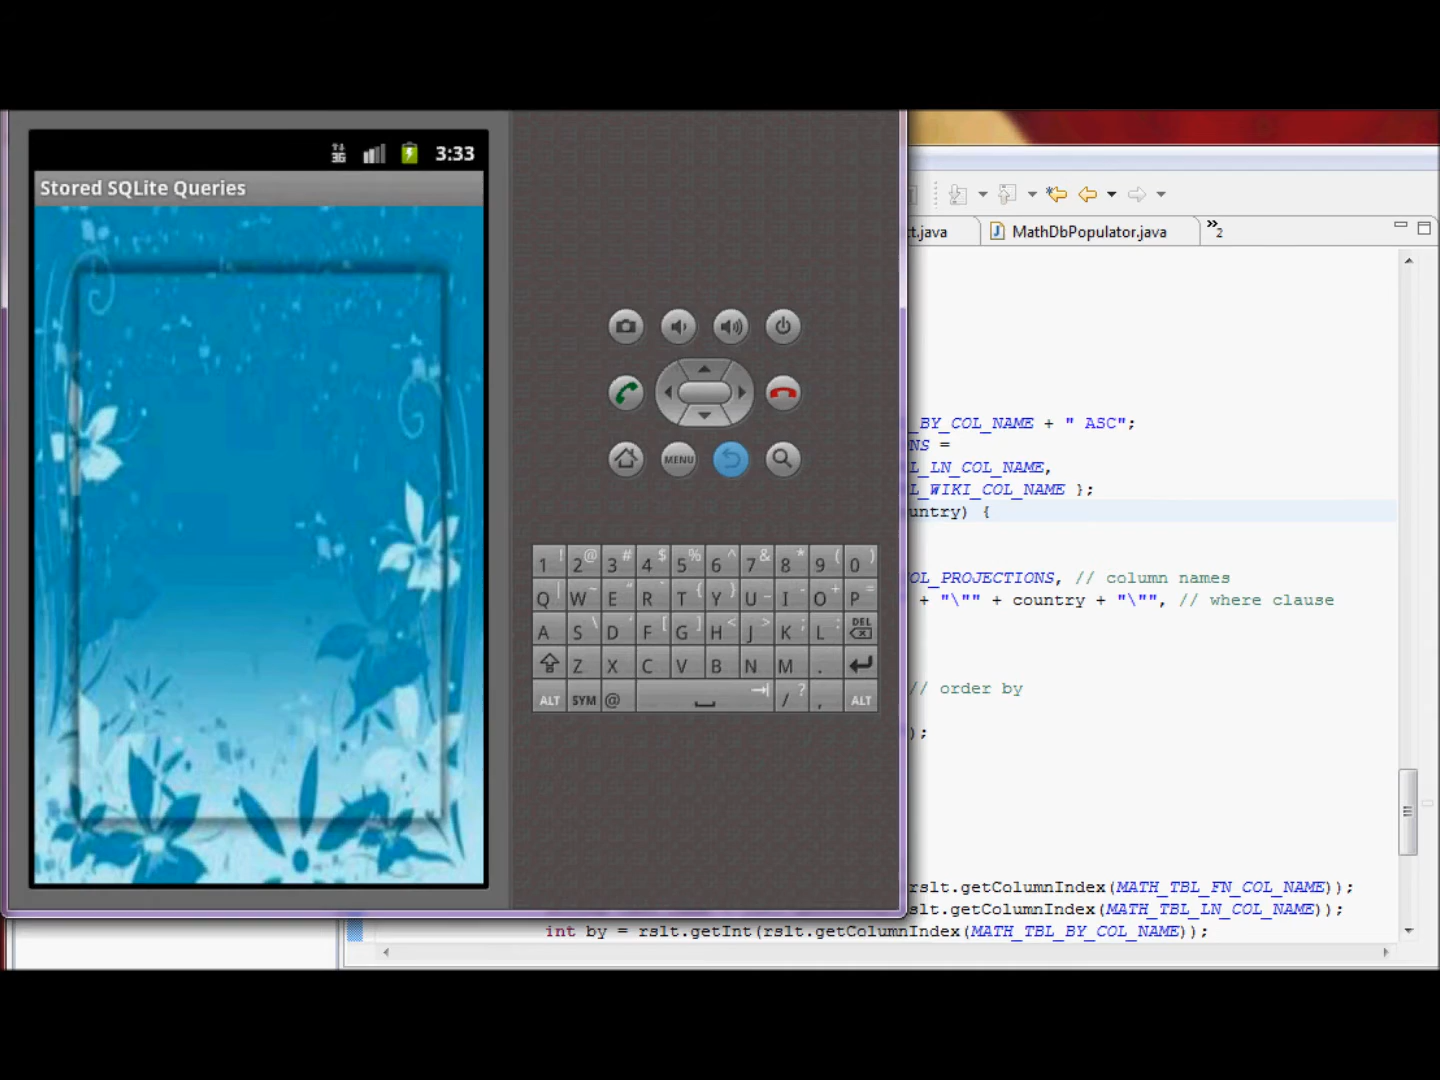 3G
3:33
Stored SQLite Queries
MENU
1 ! 2 @ 3 # 4 $ 5 % 6 ^ 7 & 8 * 9 ( 0 )
Q | W ~ E " R ` T { Y } U _ I - O + P =
A S \ D ' F [ G ] H < J > K ; L : DEL
Z X C V B N M .
ALT SYM @ / ? , ALT
t.java
MathDbPopulator.java
»2
_BY_COL_NAME + " ASC";
NS =
L_LN_COL_NAME,
L_WIKI_COL_NAME };
untry) {
OL_PROJECTIONS, // column names
+ "\"" + country + "\"", // where clause
// order by
);
rslt.getColumnIndex(MATH_TBL_FN_COL_NAME));
slt.getColumnIndex(MATH_TBL_LN_COL_NAME));
int by = rslt.getInt(rslt.getColumnIndex(MATH_TBL_BY_COL_NAME));